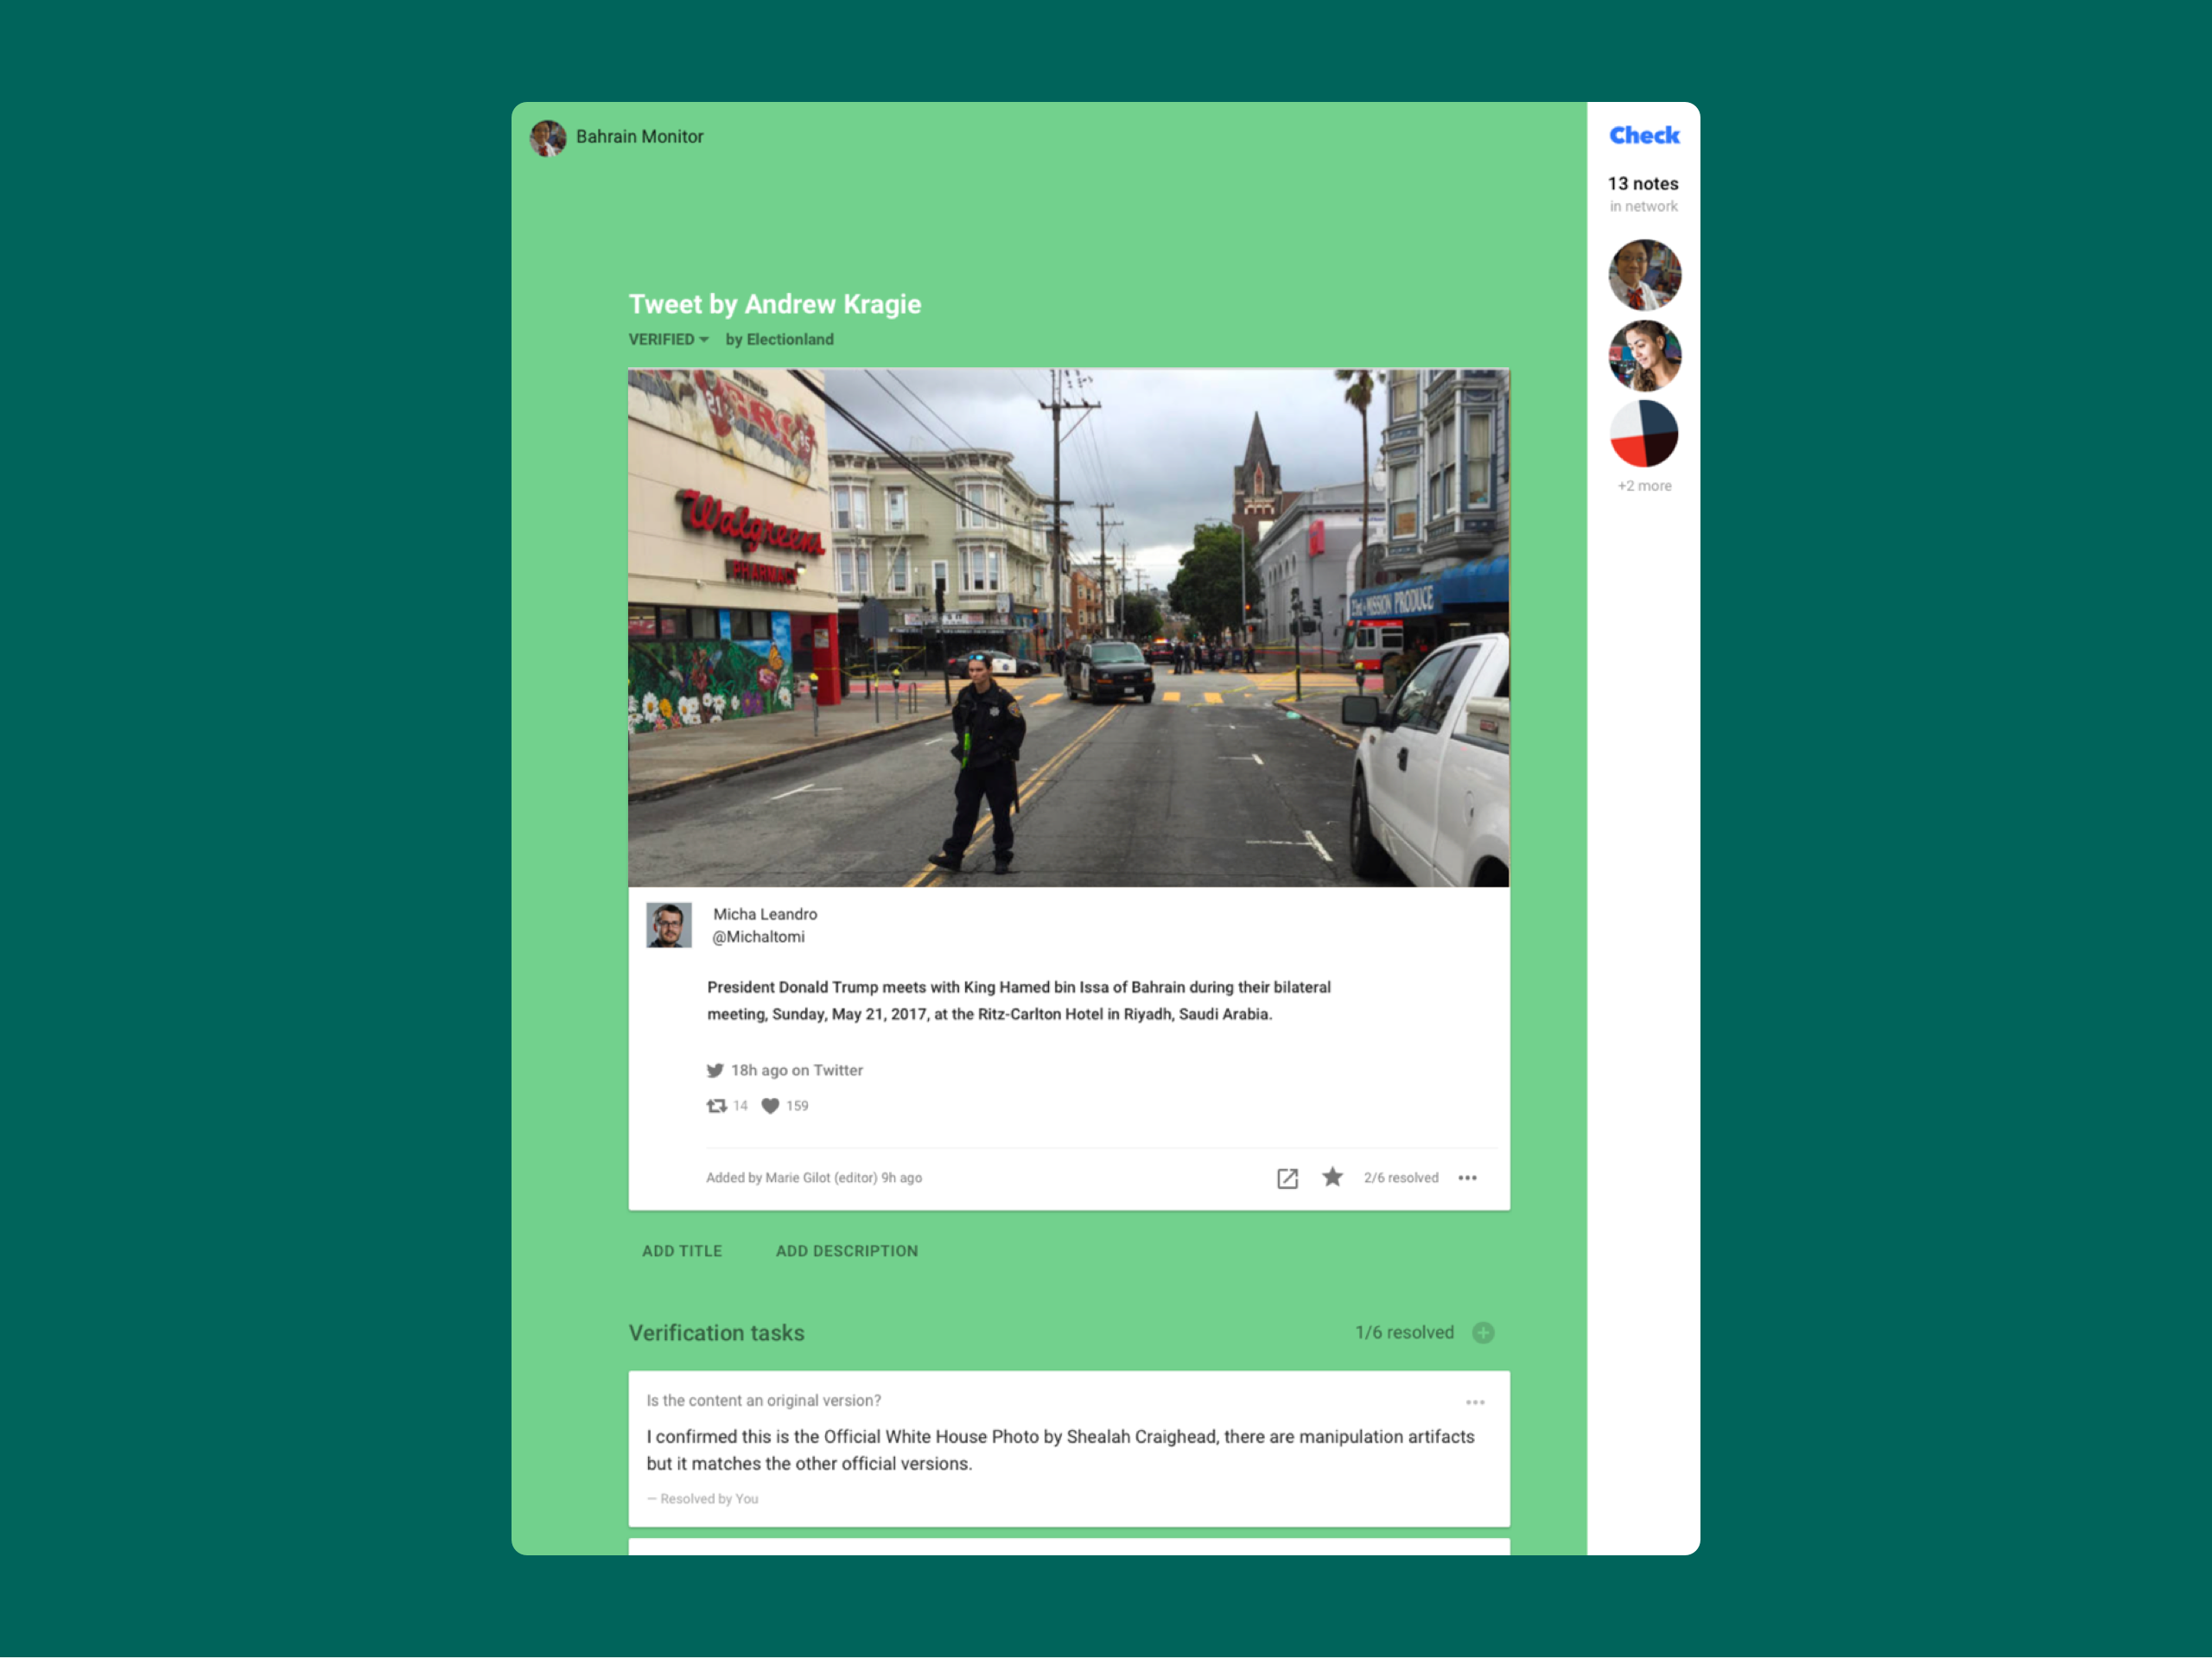 Bahrain Monitor
Check
13 notes
in network
+2 more
Tweet by Andrew Kragie
VERIFIED by Electionland
21
Walgreens
PHARMACY
MISSION PRODUCE
Micha Leandro
@Michaltomi
President Donald Trump meets with King Hamed bin Issa of Bahrain during their bilateral
meeting, Sunday, May 21, 2017, at the Ritz-Carlton Hotel in Riyadh, Saudi Arabia.
18h ago on Twitter
14 159
Added by Marie Gilot (editor) 9h ago 2/6 resolved
ADD TITLE ADD DESCRIPTION
Verification tasks 1/6 resolved
Is the content an original version?
I confirmed this is the Official White House Photo by Shealah Craighead, there are manipulation artifacts
but it matches the other official versions.
— Resolved by You